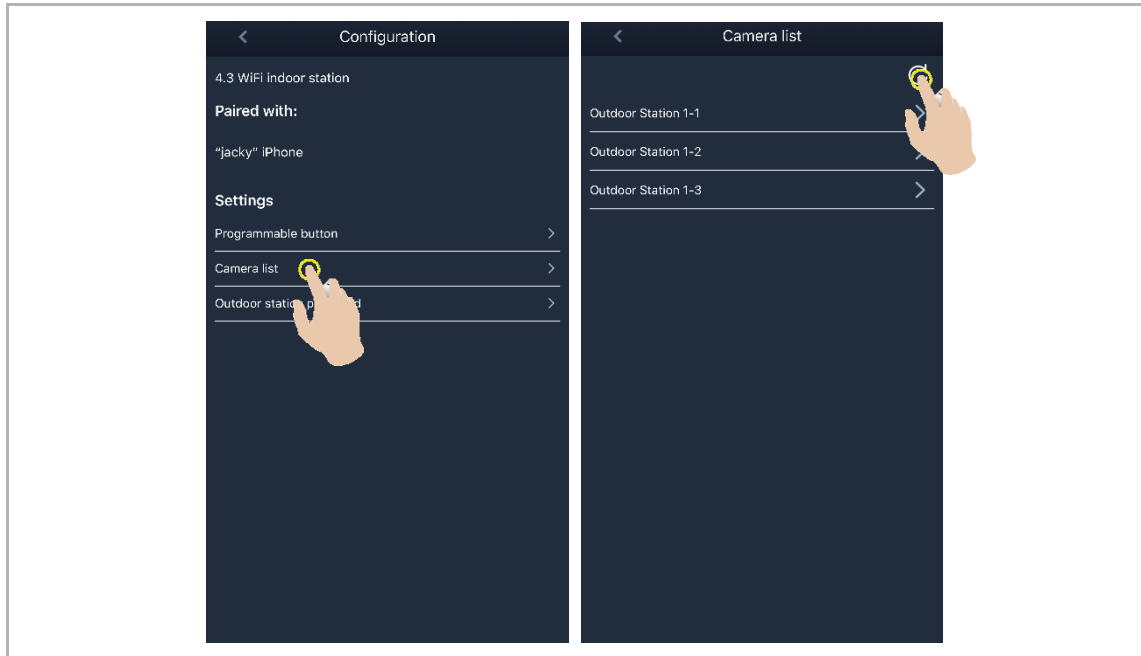 Configuration
4.3 WiFi indoor station
Paired with:
“jacky” iPhone
Settings
Programmable button
Camera list
Outdoor station
Camera list
Outdoor Station 1-1
Outdoor Station 1-2
Outdoor Station 1-3